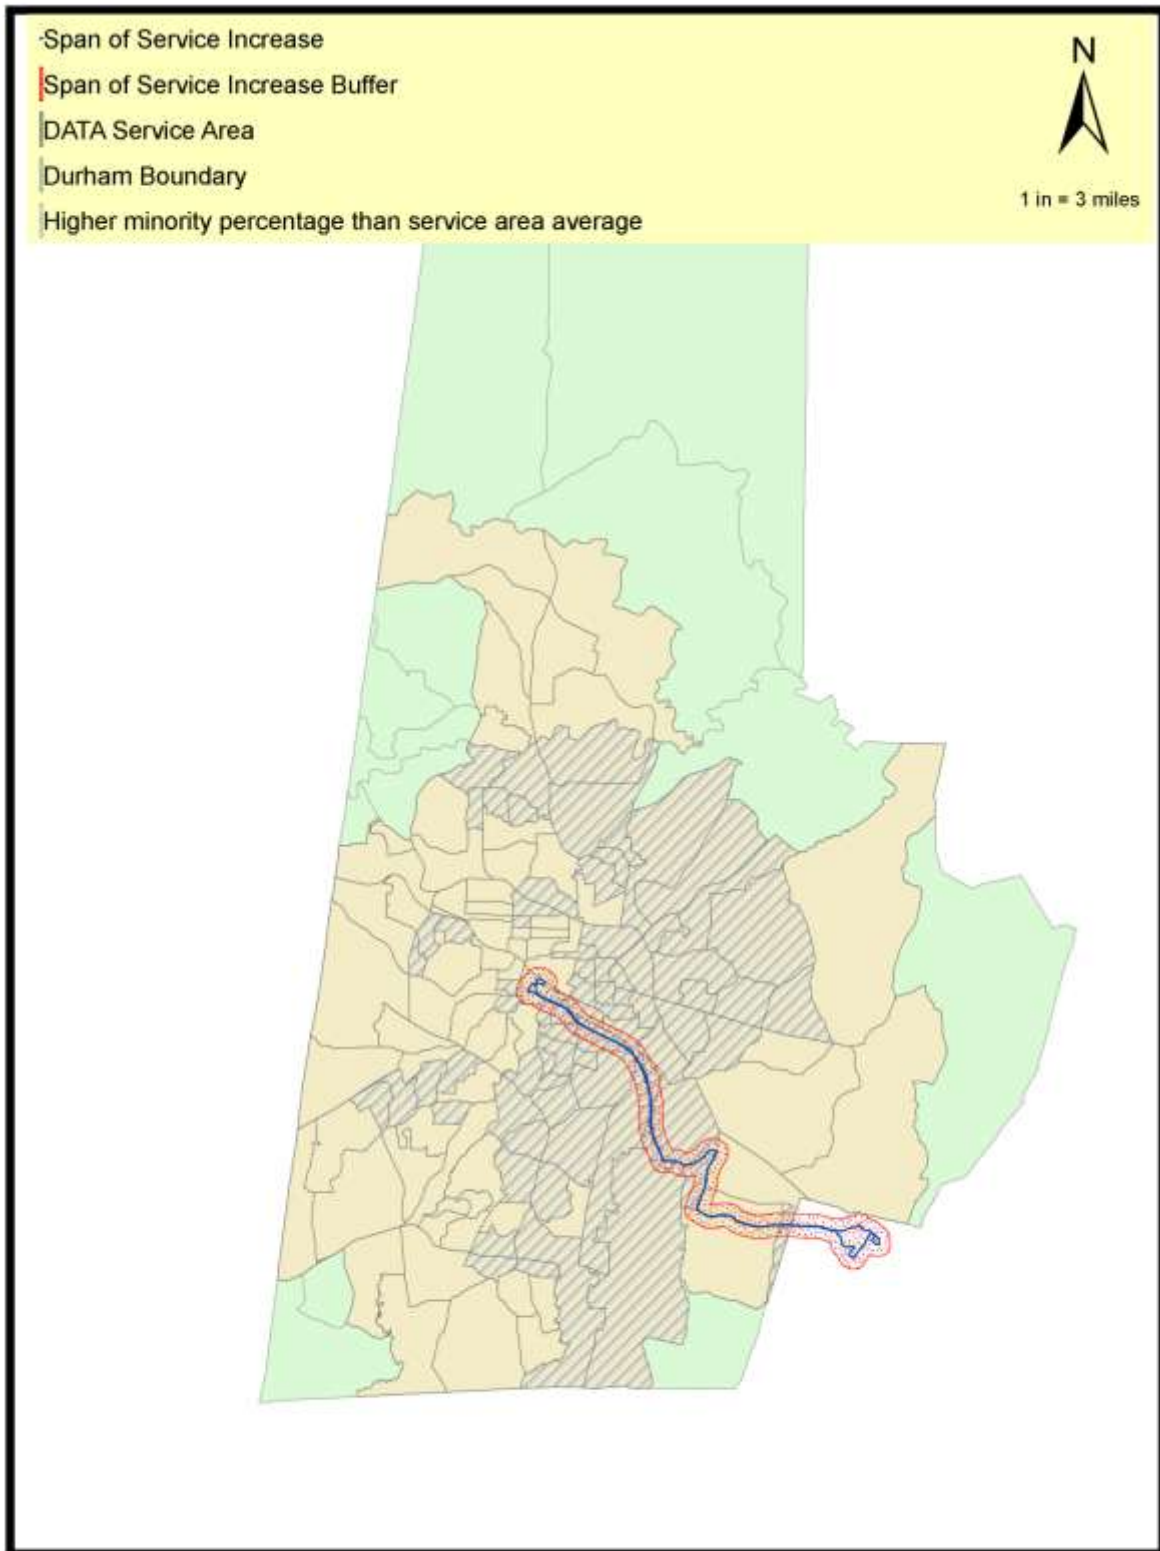 Span of Service Increase
Span of Service Increase Buffer
DATA Service Area
Durham Boundary
Higher minority percentage than service area average
N
1 in = 3 miles